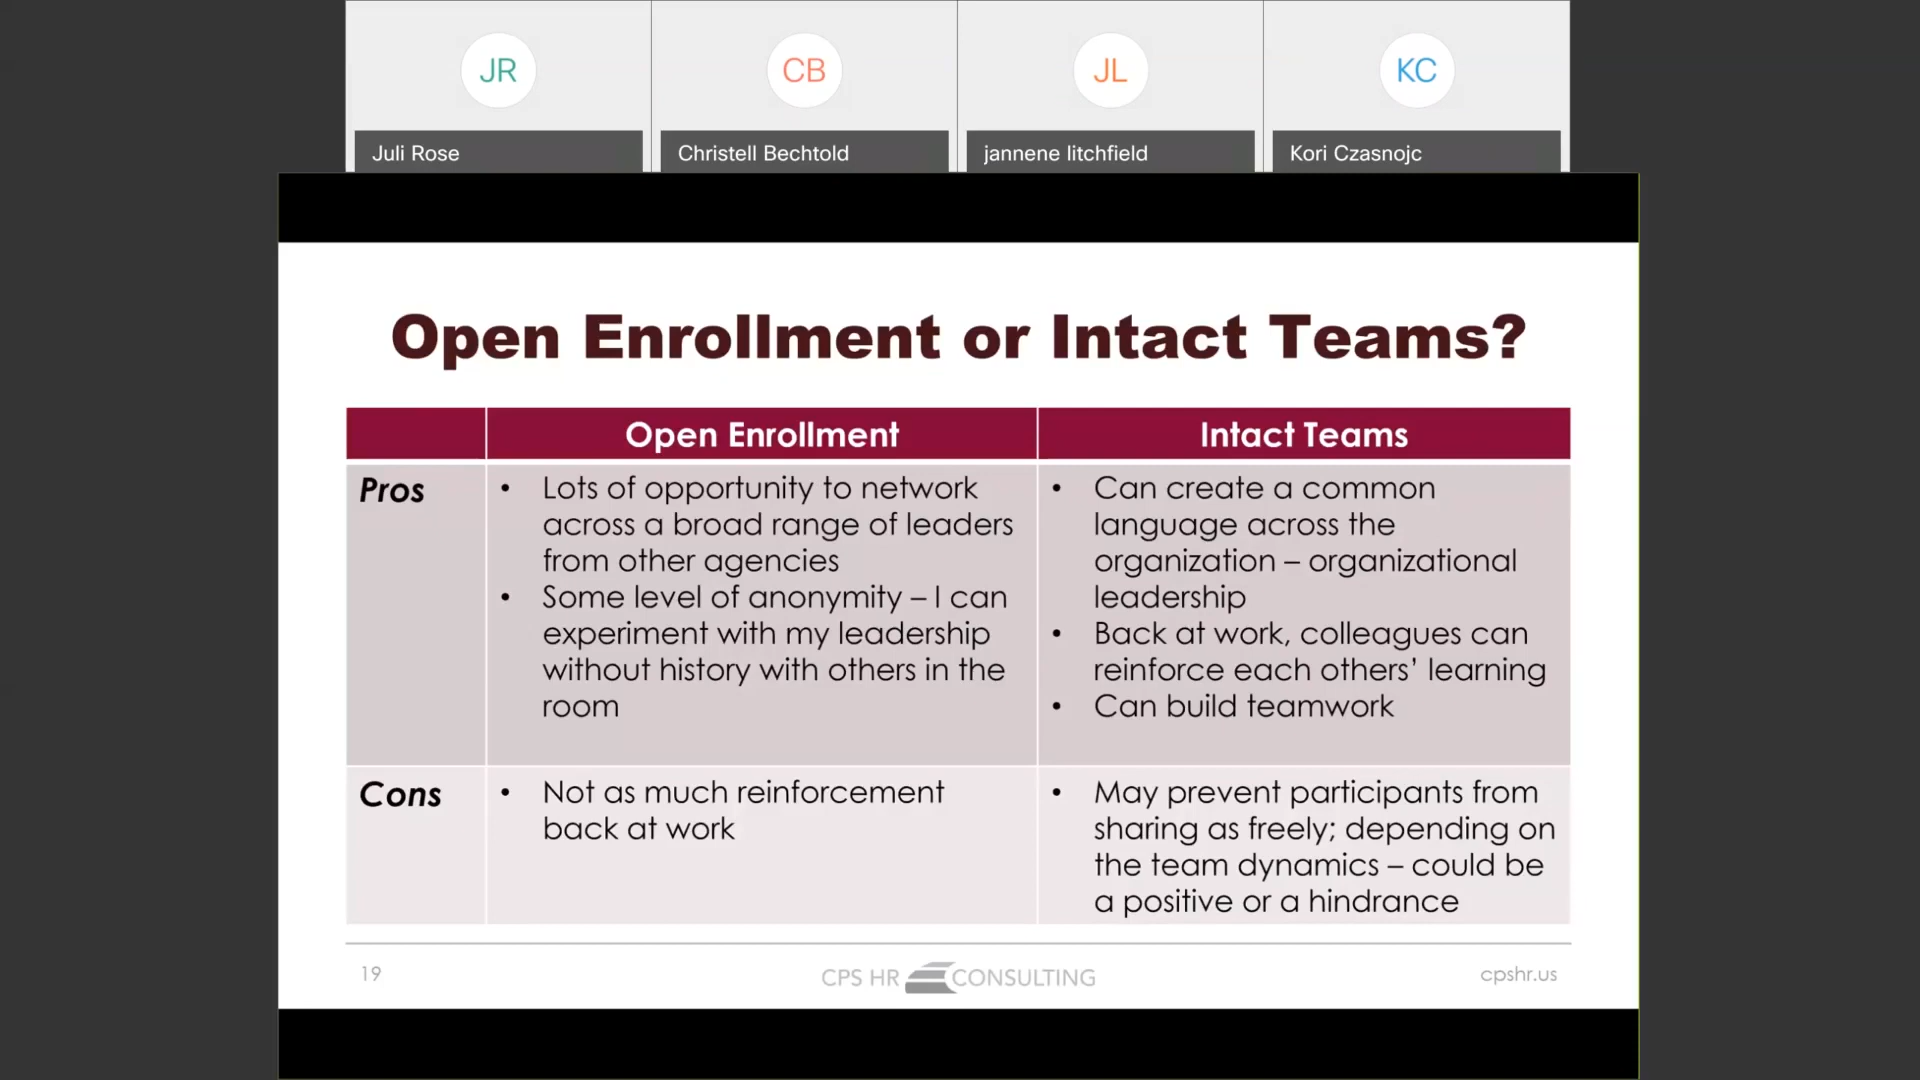 JR
CB
JL
KC
Juli Rose
Christell Bechtold
jannene litchfield
Kori Czasnojc
Open Enrollment or Intact Teams?
Open Enrollment
Intact Teams
Pros
• Lots of opportunity to network
across a broad range of leaders
from other agencies
• Some level of anonymity – I can
experiment with my leadership
without history with others in the
room
• Can create a common
language across the
organization – organizational
leadership
• Back at work, colleagues can
reinforce each others’ learning
• Can build teamwork
Cons
• Not as much reinforcement
back at work
• May prevent participants from
sharing as freely; depending on
the team dynamics – could be
a positive or a hindrance
19
CPS HR CONSULTING
cpshr.us